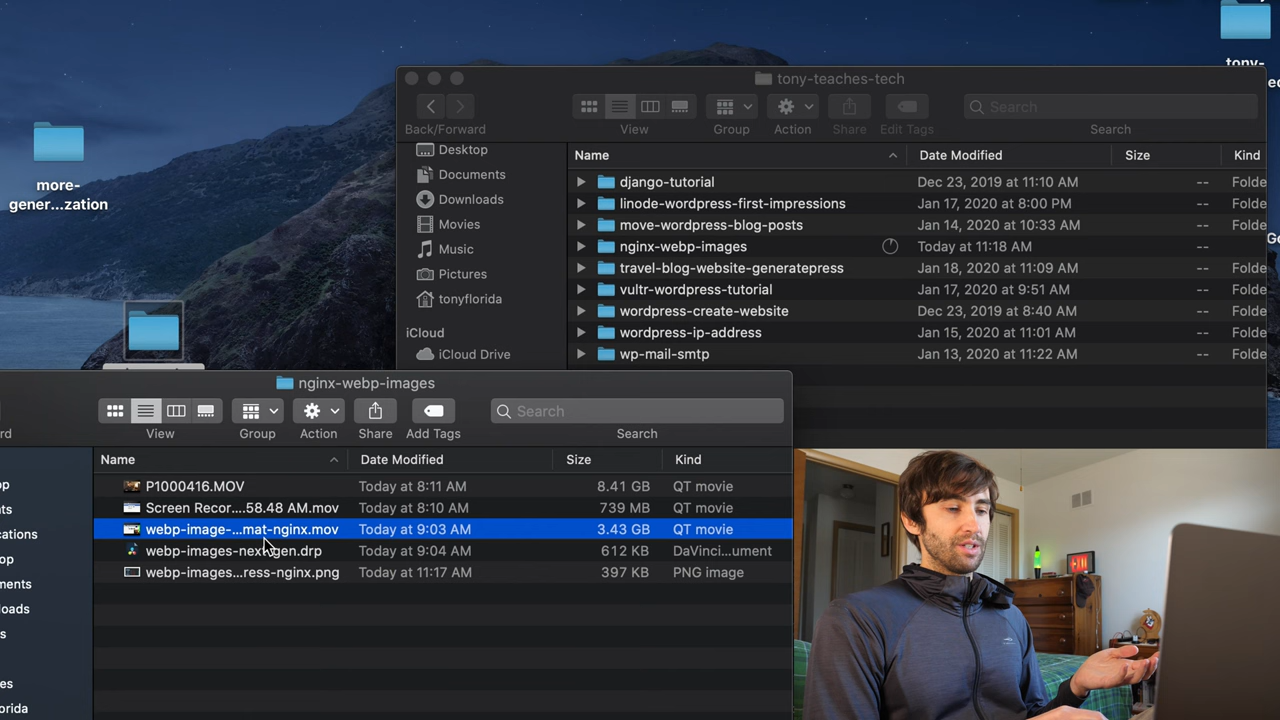 more-
gener...zation
tony-
tony-teaches-tech
Search
Back/Forward
View
Group
Action
Share
Edit Tags
Search
Desktop
Documents
Downloads
Movies
Music
Pictures
tonyflorida
iCloud
iCloud Drive
Name Date Modified Size Kind
django-tutorial Dec 23, 2019 at 11:10 AM -- Folde
linode-wordpress-first-impressions Jan 17, 2020 at 8:00 PM -- Folde
move-wordpress-blog-posts Jan 14, 2020 at 10:33 AM -- Folde
nginx-webp-images Today at 11:18 AM --
travel-blog-website-generatepress Jan 18, 2020 at 11:09 AM -- Folde
vultr-wordpress-tutorial Jan 17, 2020 at 9:51 AM -- Folde
wordpress-create-website Dec 23, 2019 at 8:40 AM -- Folde
wordpress-ip-address Jan 15, 2020 at 11:01 AM -- Folde
wp-mail-smtp Jan 13, 2020 at 11:22 AM -- Folde
nginx-webp-images
Search
rd
View
Group
Action
Share
Add Tags
Search
op
nts
cations
op
ments
loads
s
es
orida
Name Date Modified Size Kind
P1000416.MOV Today at 8:11 AM 8.41 GB QT movie
Screen Recor....58.48 AM.mov Today at 8:10 AM 739 MB QT movie
webp-image-...mat-nginx.mov Today at 9:03 AM 3.43 GB QT movie
webp-images-next-gen.drp Today at 9:04 AM 612 KB DaVinci...ument
webp-images...ress-nginx.png Today at 11:17 AM 397 KB PNG image